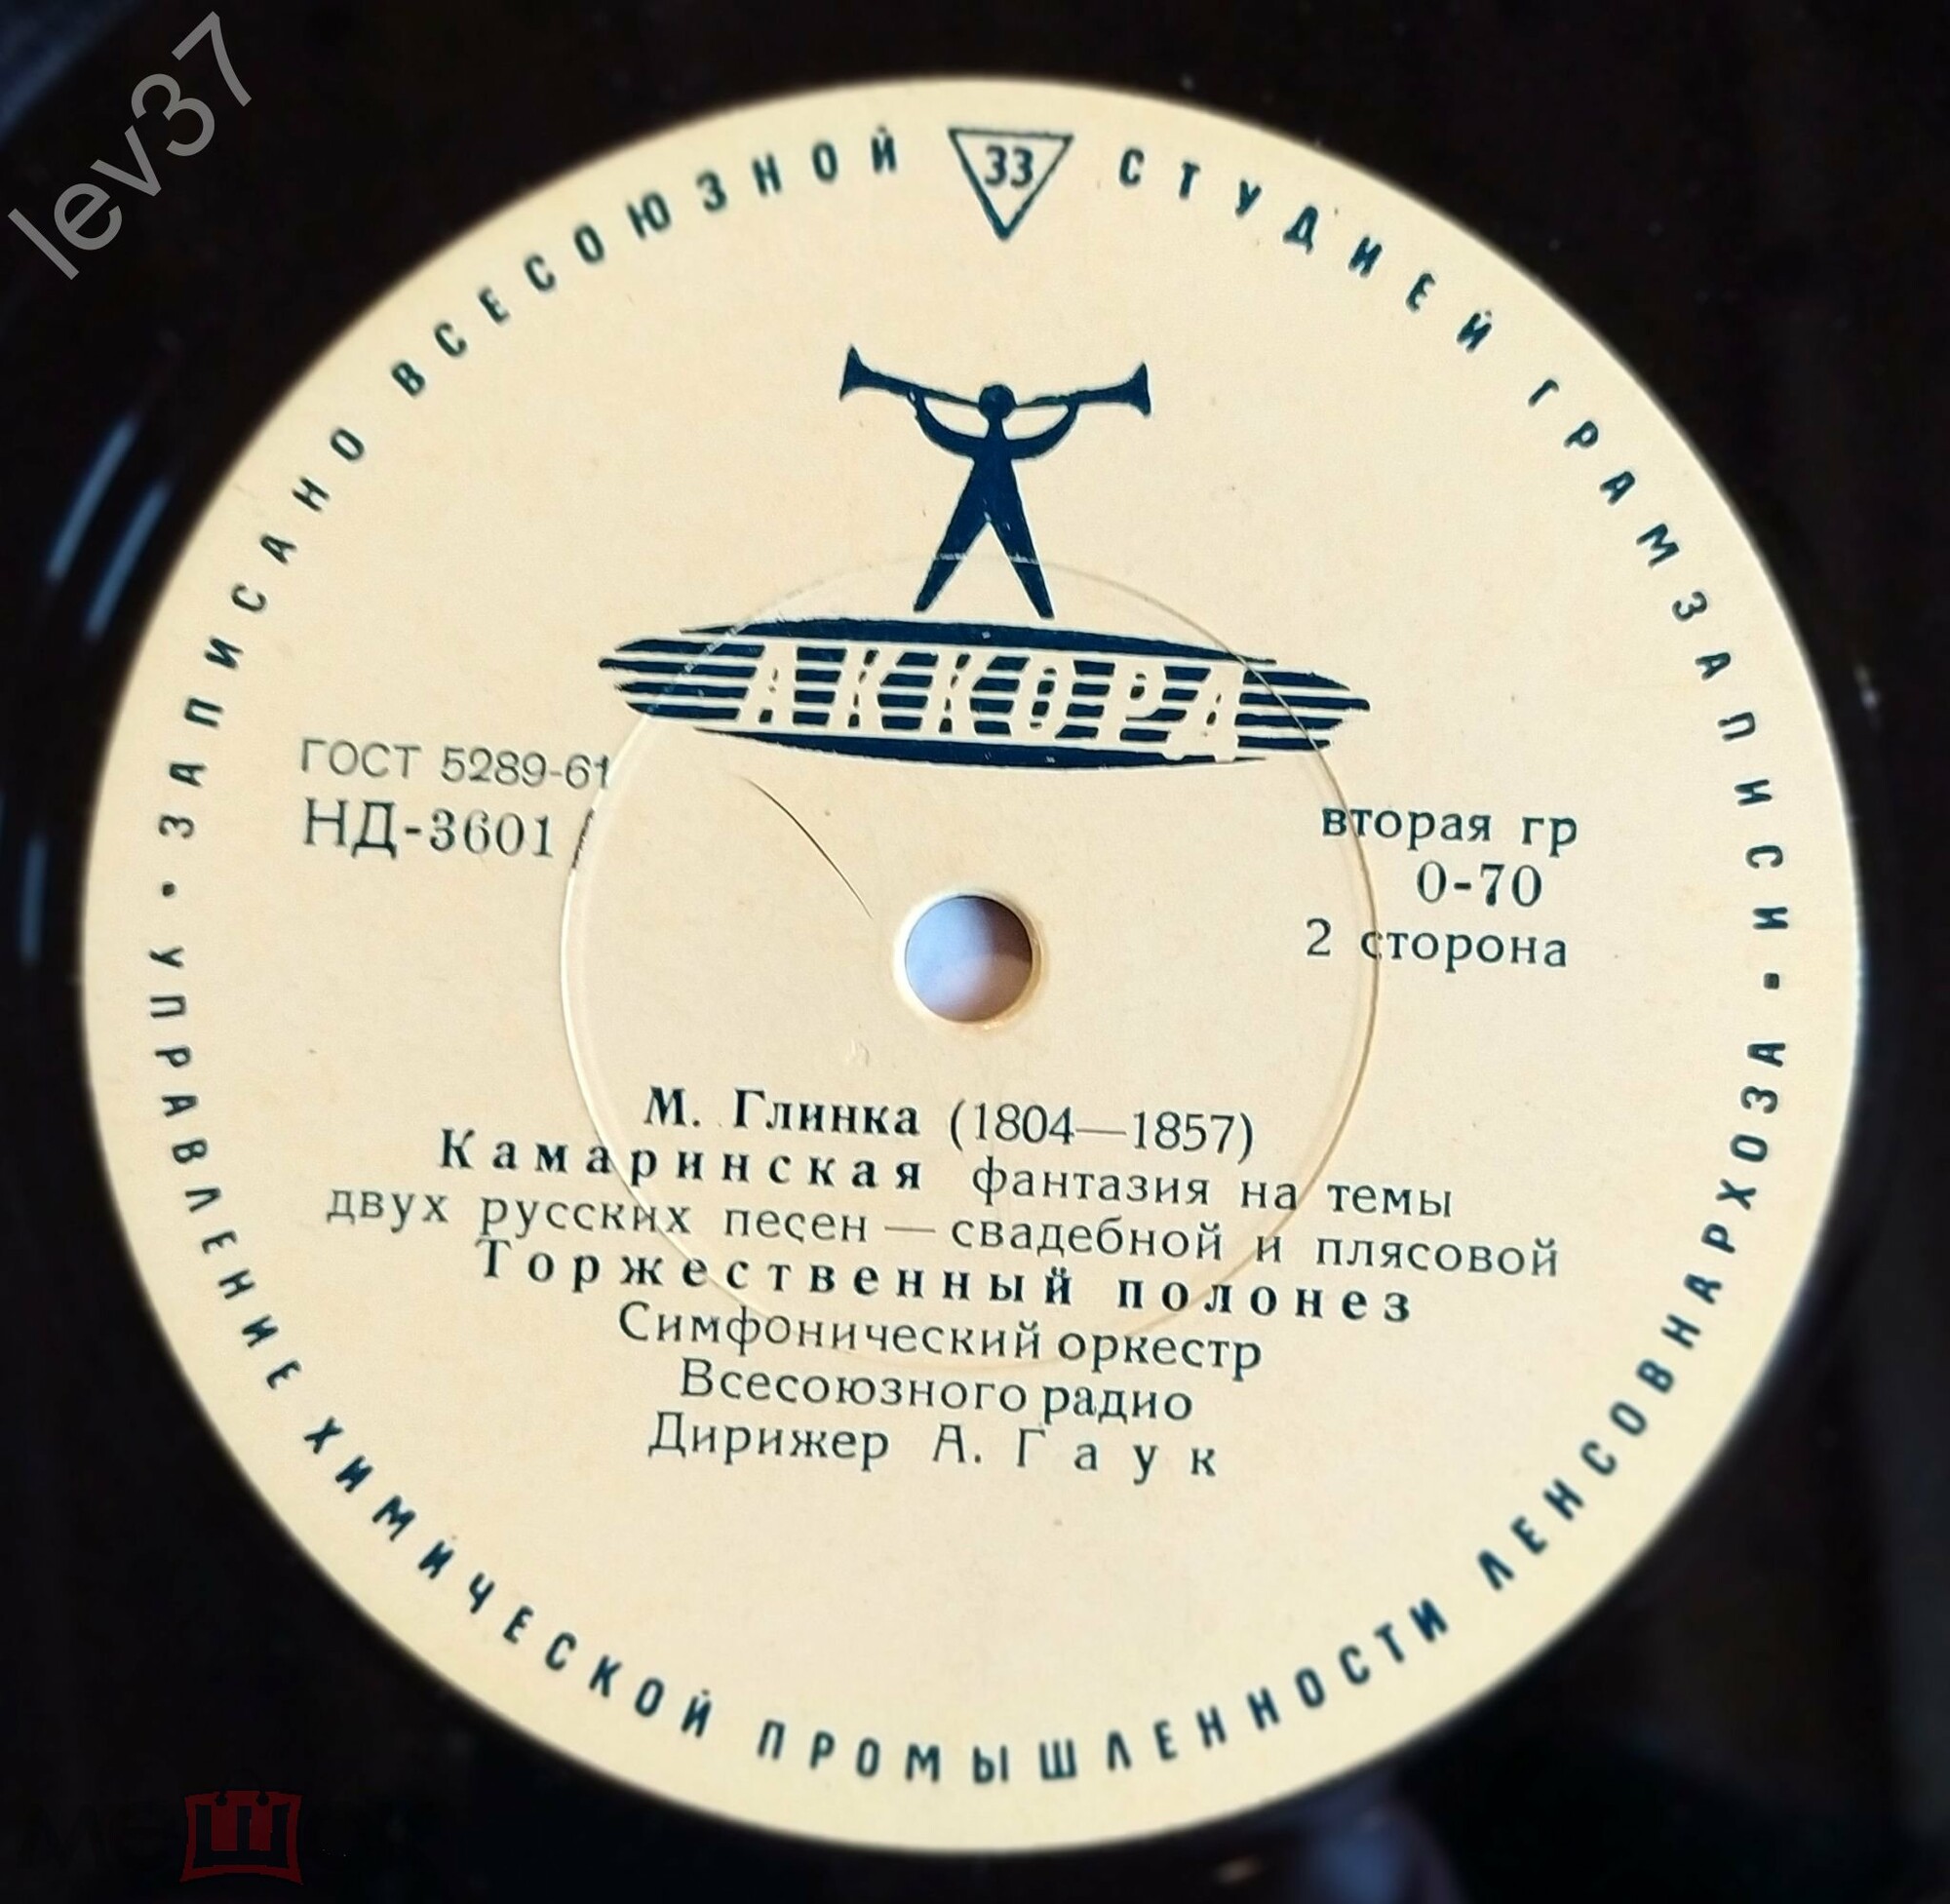 lev37
ЗАПИСАНО ВСЕСОЮЗНОЙ 33 СТУДИЕЙ ГРАМЗАПИСИ
АККОРД
ГОСТ 5289-61
НД-3601
вторая гр
0-70
2 сторона
М. Глинка (1804—1857)
Камаринская фантазия на темы
двух русских песен — свадебной и плясовой
Торжественный полонез
Симфонический оркестр
Всесоюзного радио
Дирижер А. Гаук
УПРАВЛЕНИЕ ХИМИЧЕСКОЙ ПРОМЫШЛЕННОСТИ ЛЕНСОВНАРХОЗА